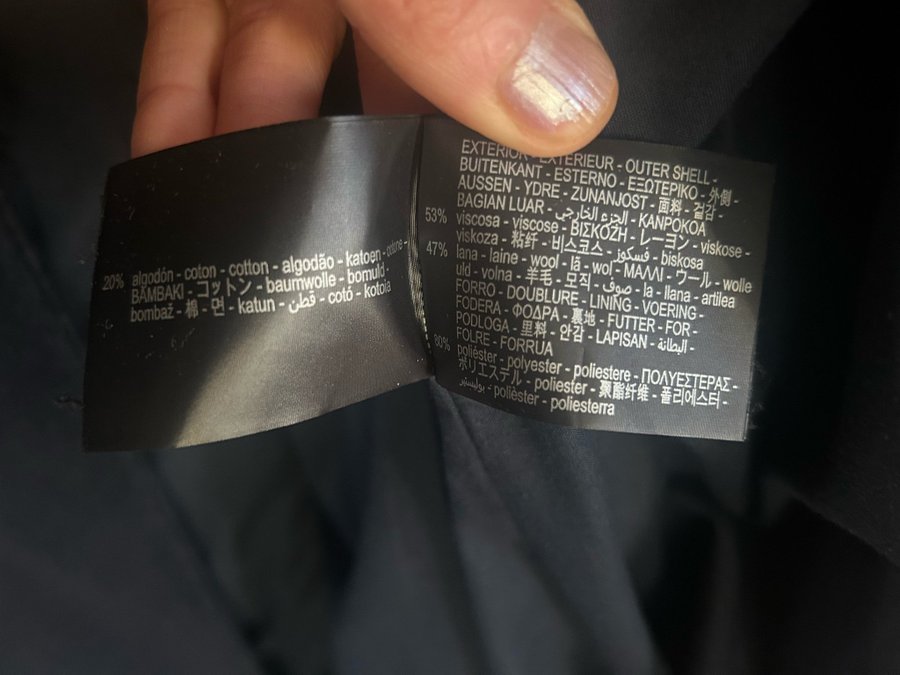 20% algodón - coton - cotton - algodão - katoen - cotone -
BAMBAKI - コットン - baumwolle - bomuld -
bombaž - 棉 - 면 - katun - قطن - cotó - kotoia
EXTERIOR - EXTÉRIEUR - OUTER SHELL -
BUITENKANT - ESTERNO - ΕΞΩΤΕΡΙΚΟ - 外側 -
AUSSEN - YDRE - ZUNANJOST - 面料 - 겉감 -
BAGIAN LUAR - الجزء الخارجي - KANPOKOA
53% viscosa - viscose - ΒΙΣΚΟΖΗ - レーヨン - viskose -
viskoza - 粘纤 - 비스코스 - فسكوز - biskosa
47% lana - laine - wool - lã - wol - ΜΑΛΛΙ - ウール - wolle
uld - volna - 羊毛 - 모직 - صوف - la - llana - artilea
FORRO - DOUBLURE - LINING - VOERING -
FODERA - ΦΟΔΡΑ - 裏地 - FUTTER - FOR -
PODLOGA - 里料 - 안감 - LAPISAN - البطانة -
FOLRE - FORRUA
80% poliéster - polyester - poliestere - ΠΟΛΥΕΣΤΕΡΑΣ -
ポリエステル - poliester - 聚酯纤维 - 폴리에스터 -
بوليستر - polièster - poliesterra